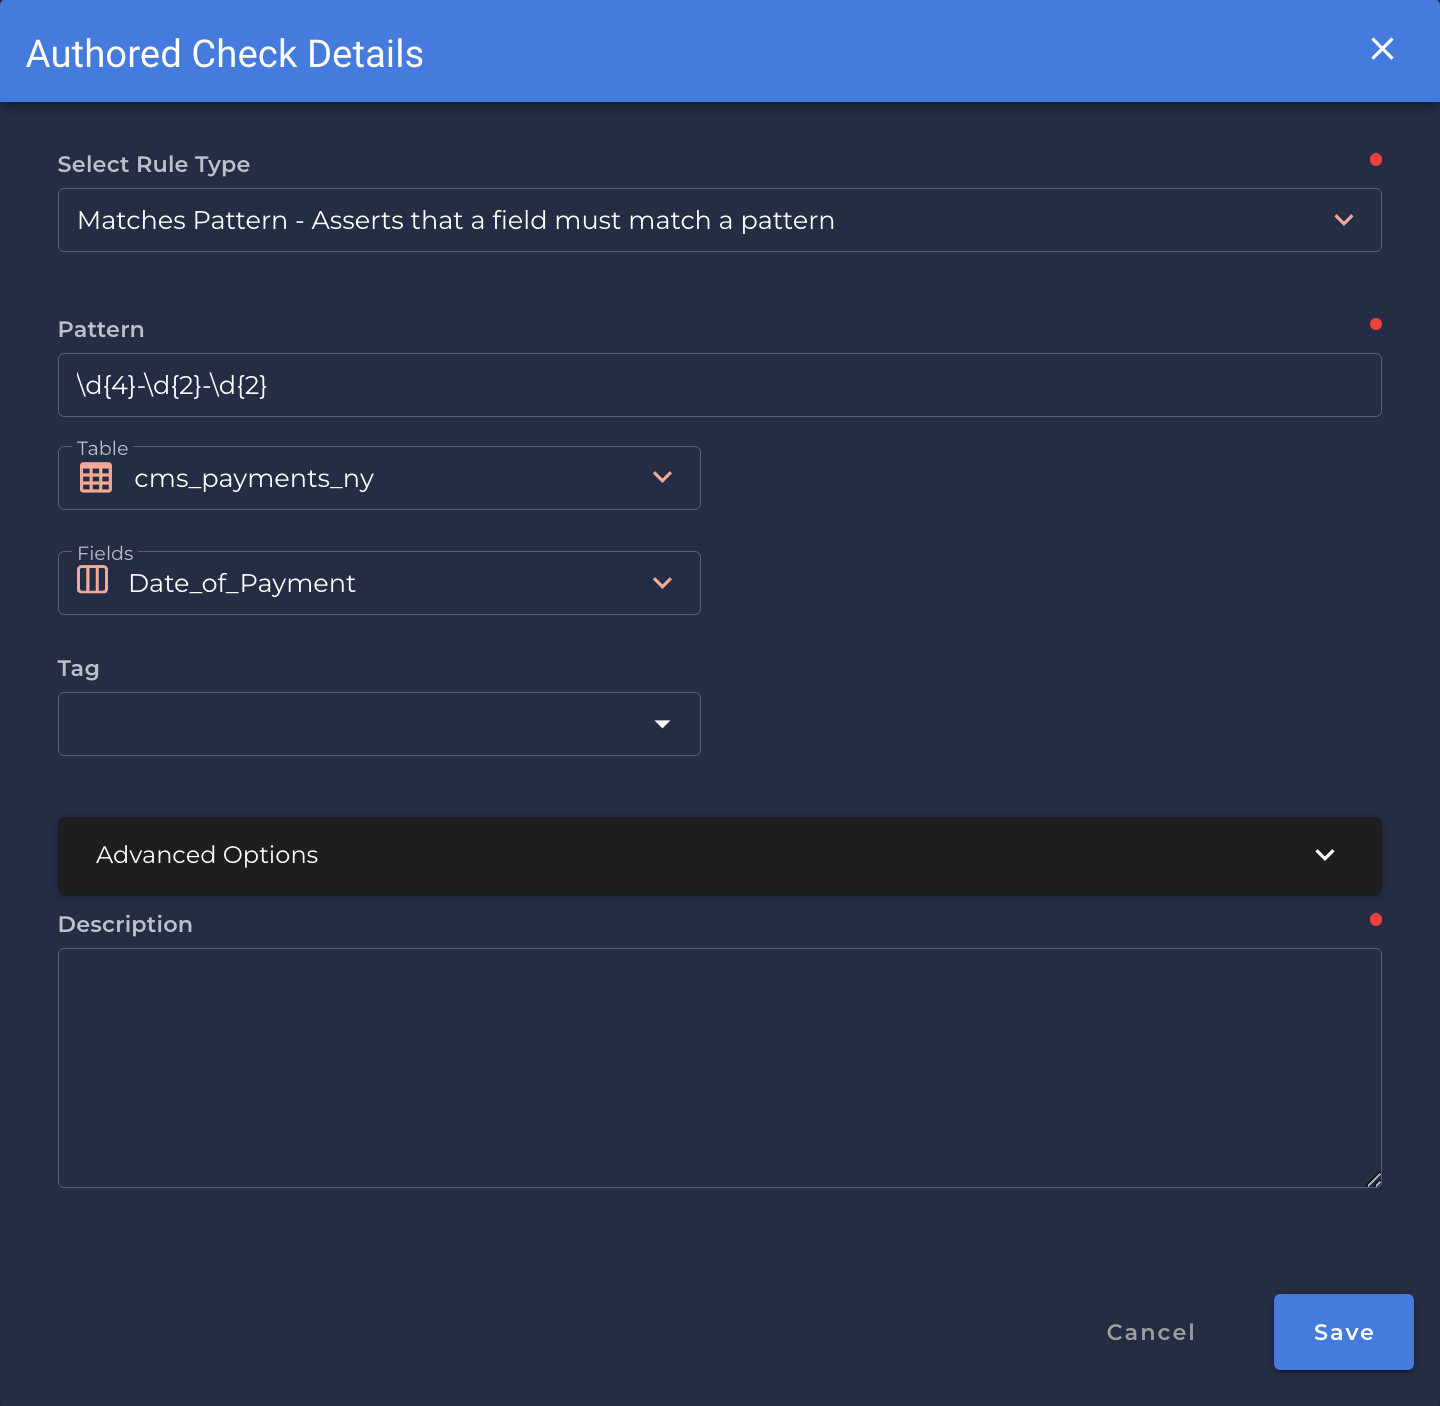 Authored Check Details
Select Rule Type
Matches Pattern - Asserts that a field must match a pattern
Pattern
\d{4}-\d{2}-\d{2}
Table
cms_payments_ny
Fields
Date_of_Payment
Tag
Advanced Options
Description
Cancel
Save